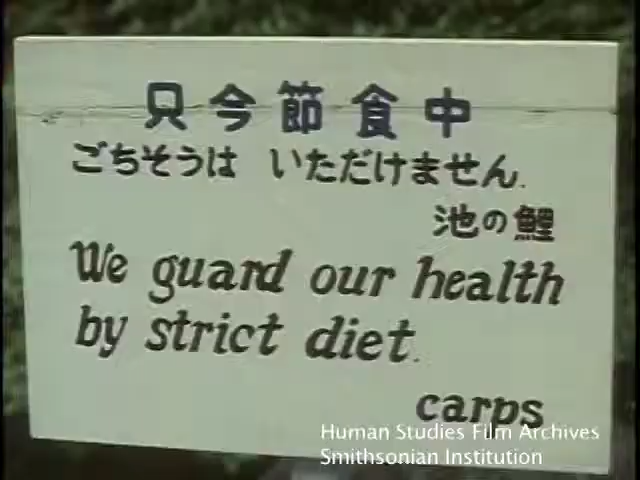 只今節食中
ごちそうは いただけません.
池の鯉
We guard our health
by strict diet.
carps
Human Studies Film Archives
Smithsonian Institution